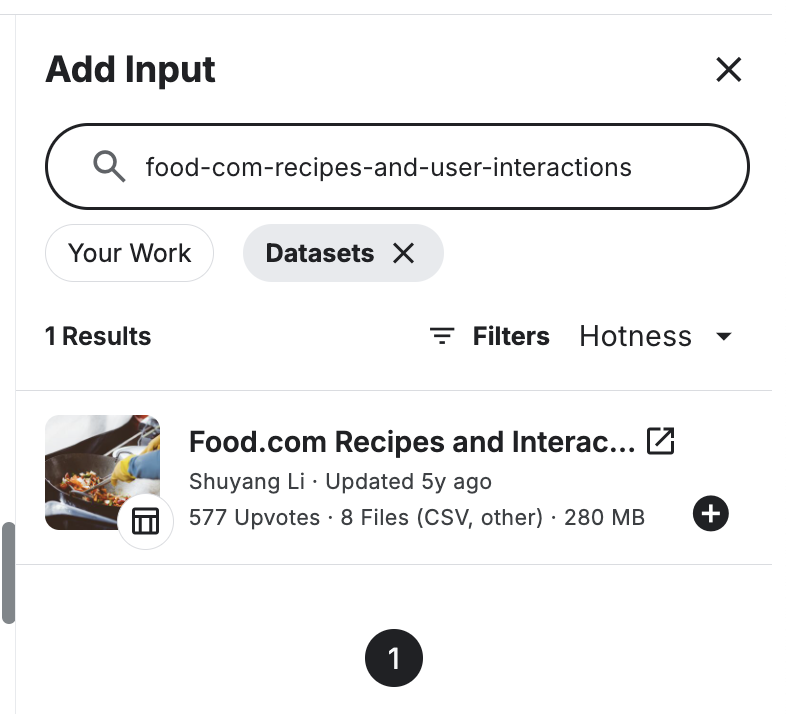 Add Input
food-com-recipes-and-user-interactions
Your Work
Datasets
1 Results
Filters
Hotness
Food.com Recipes and Interac...
Shuyang Li · Updated 5y ago
577 Upvotes · 8 Files (CSV, other) · 280 MB
1